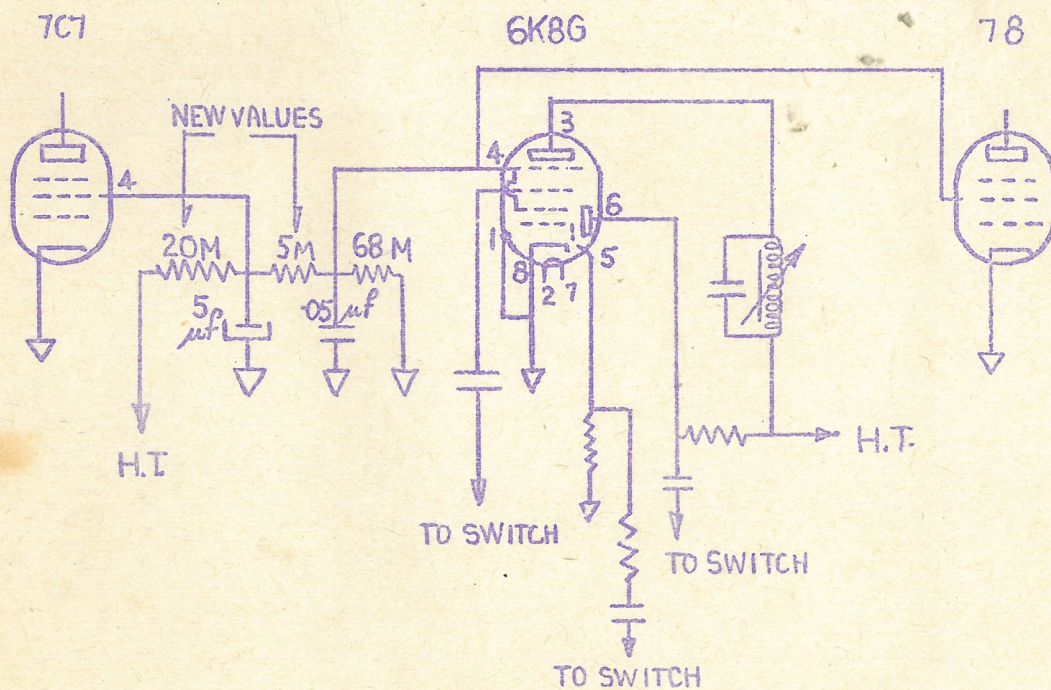 7C7
6K8G
78
NEW VALUES
3
4
4
6
1
5
8
2 7
20M
5M
68M
5
µf
.05 µf
H.T.
H.T.
TO SWITCH
TO SWITCH
TO SWITCH